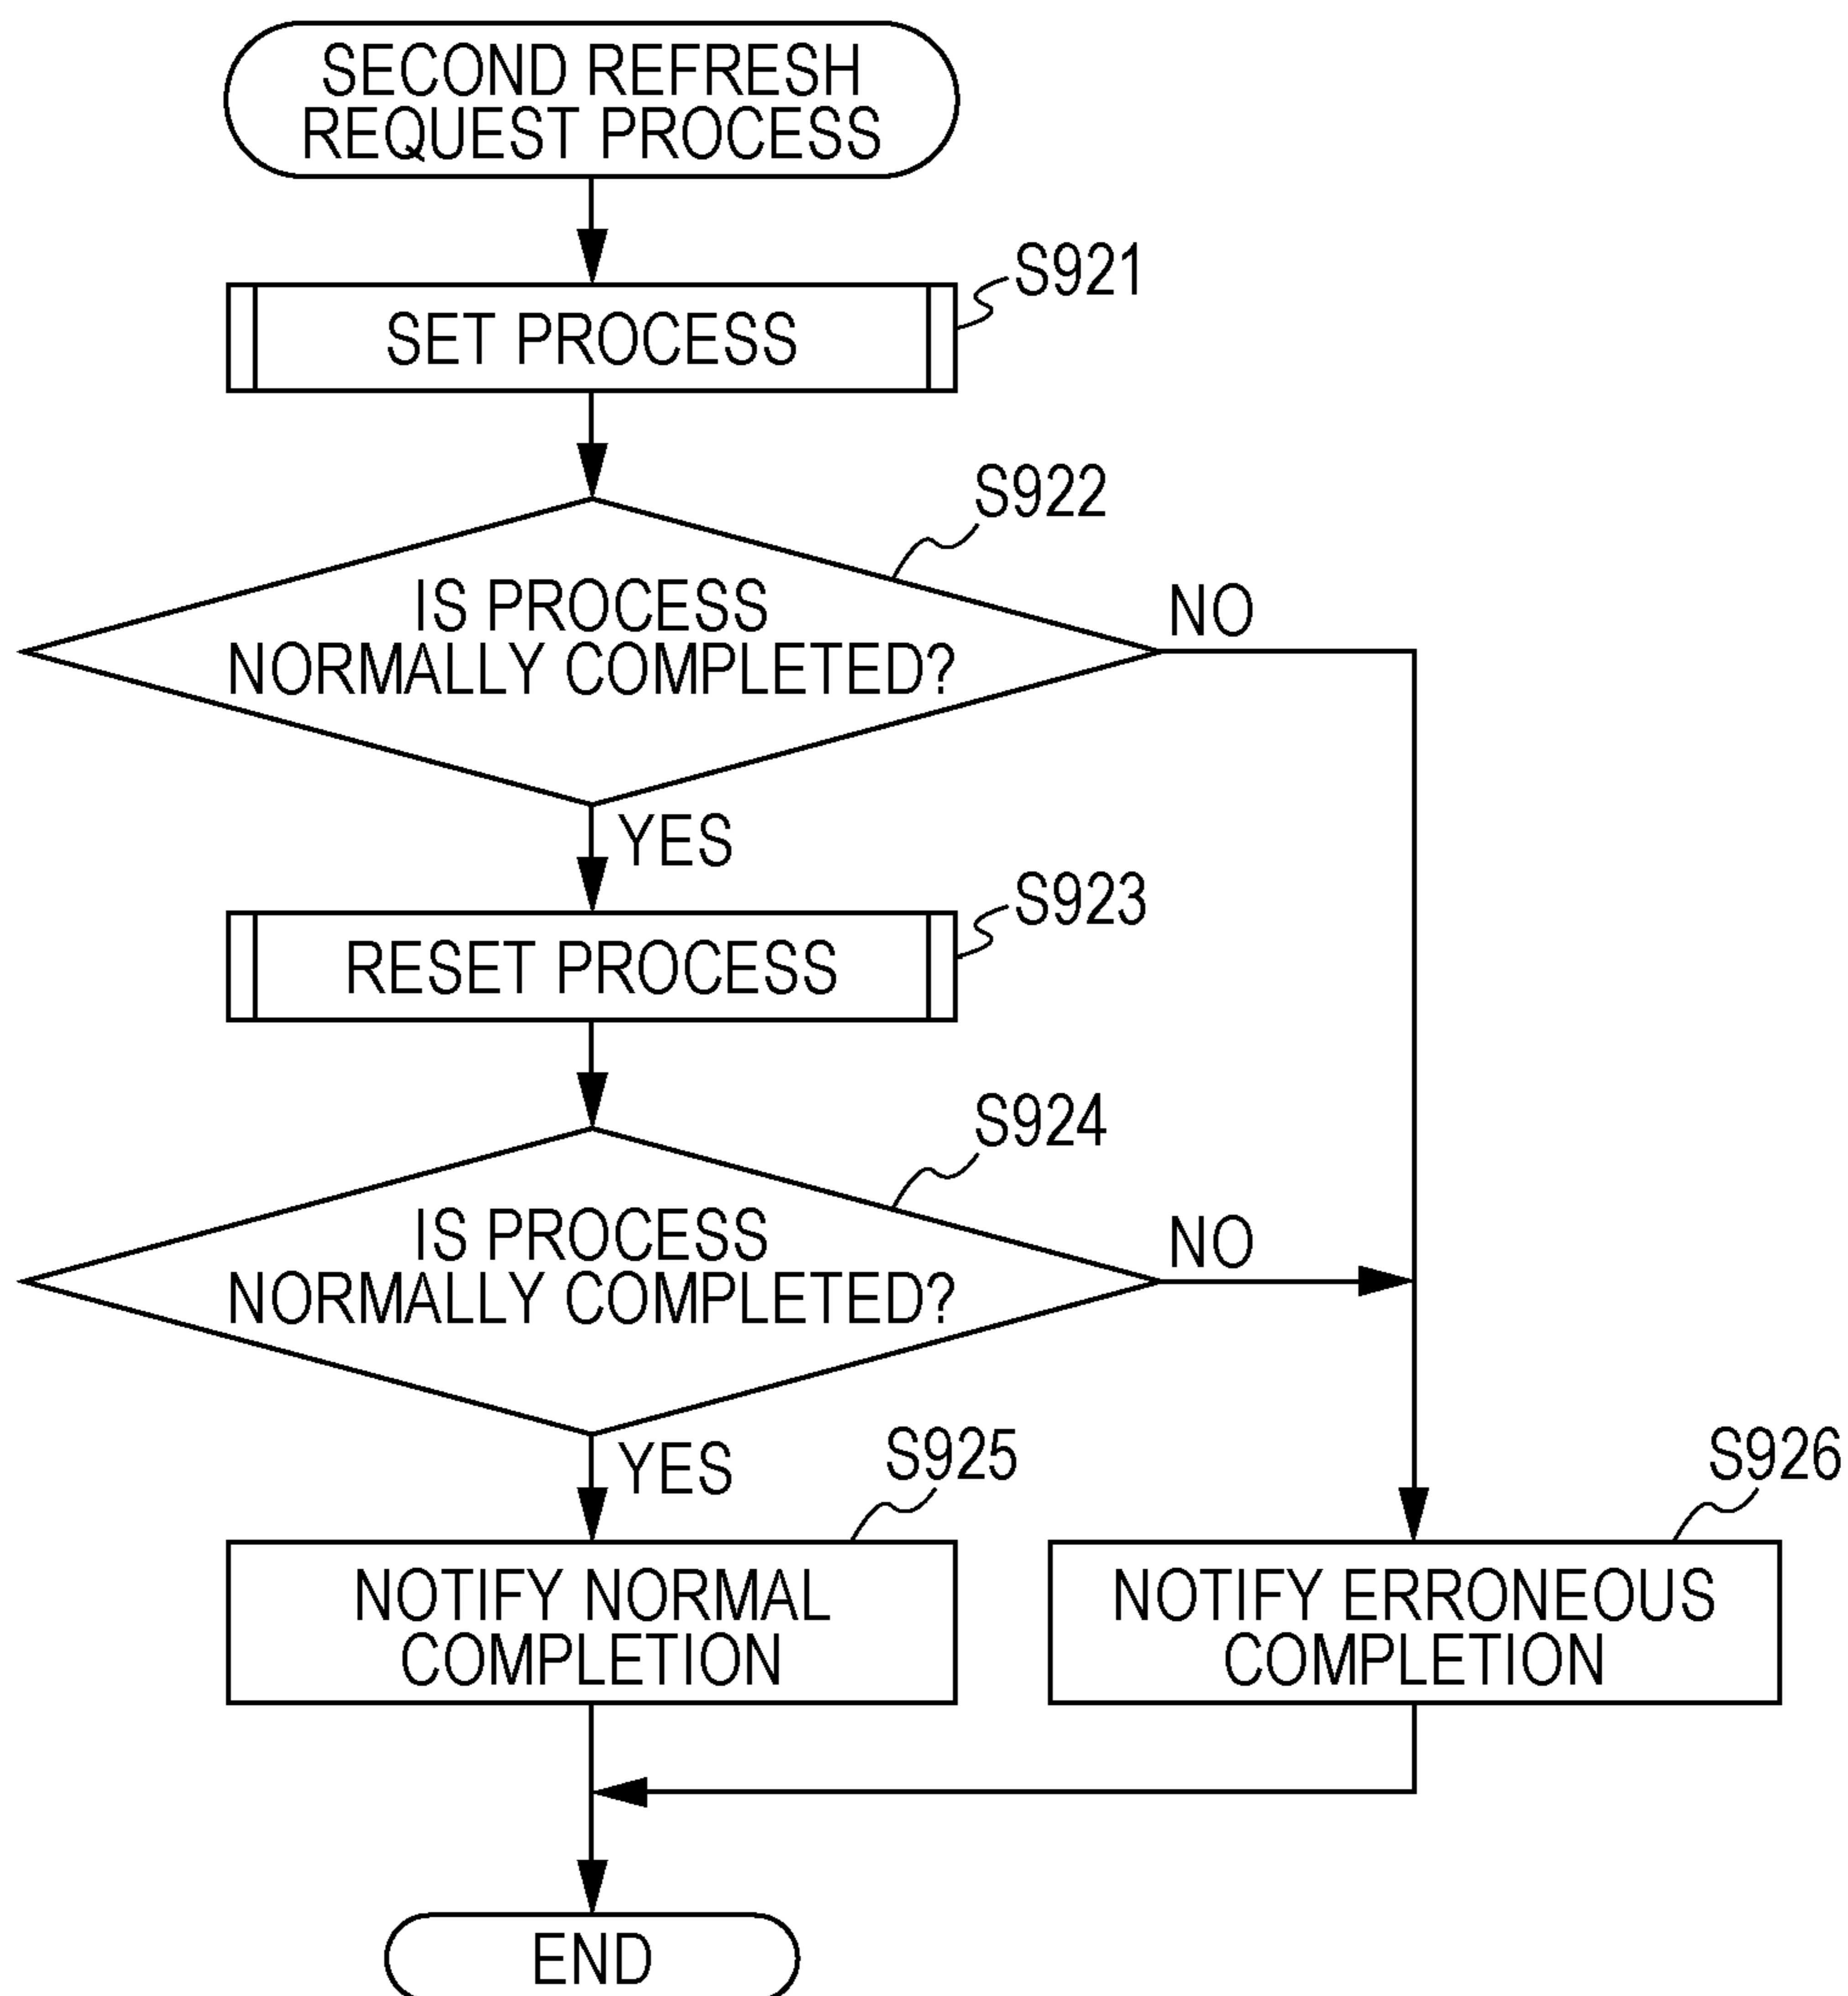 SECOND REFRESH
REQUEST PROCESS
S921
SET PROCESS
S922
IS PROCESS
NORMALLY COMPLETED?
NO
YES
S923
RESET PROCESS
S924
IS PROCESS
NORMALLY COMPLETED?
NO
YES
S925
NOTIFY NORMAL
COMPLETION
S926
NOTIFY ERRONEOUS
COMPLETION
END